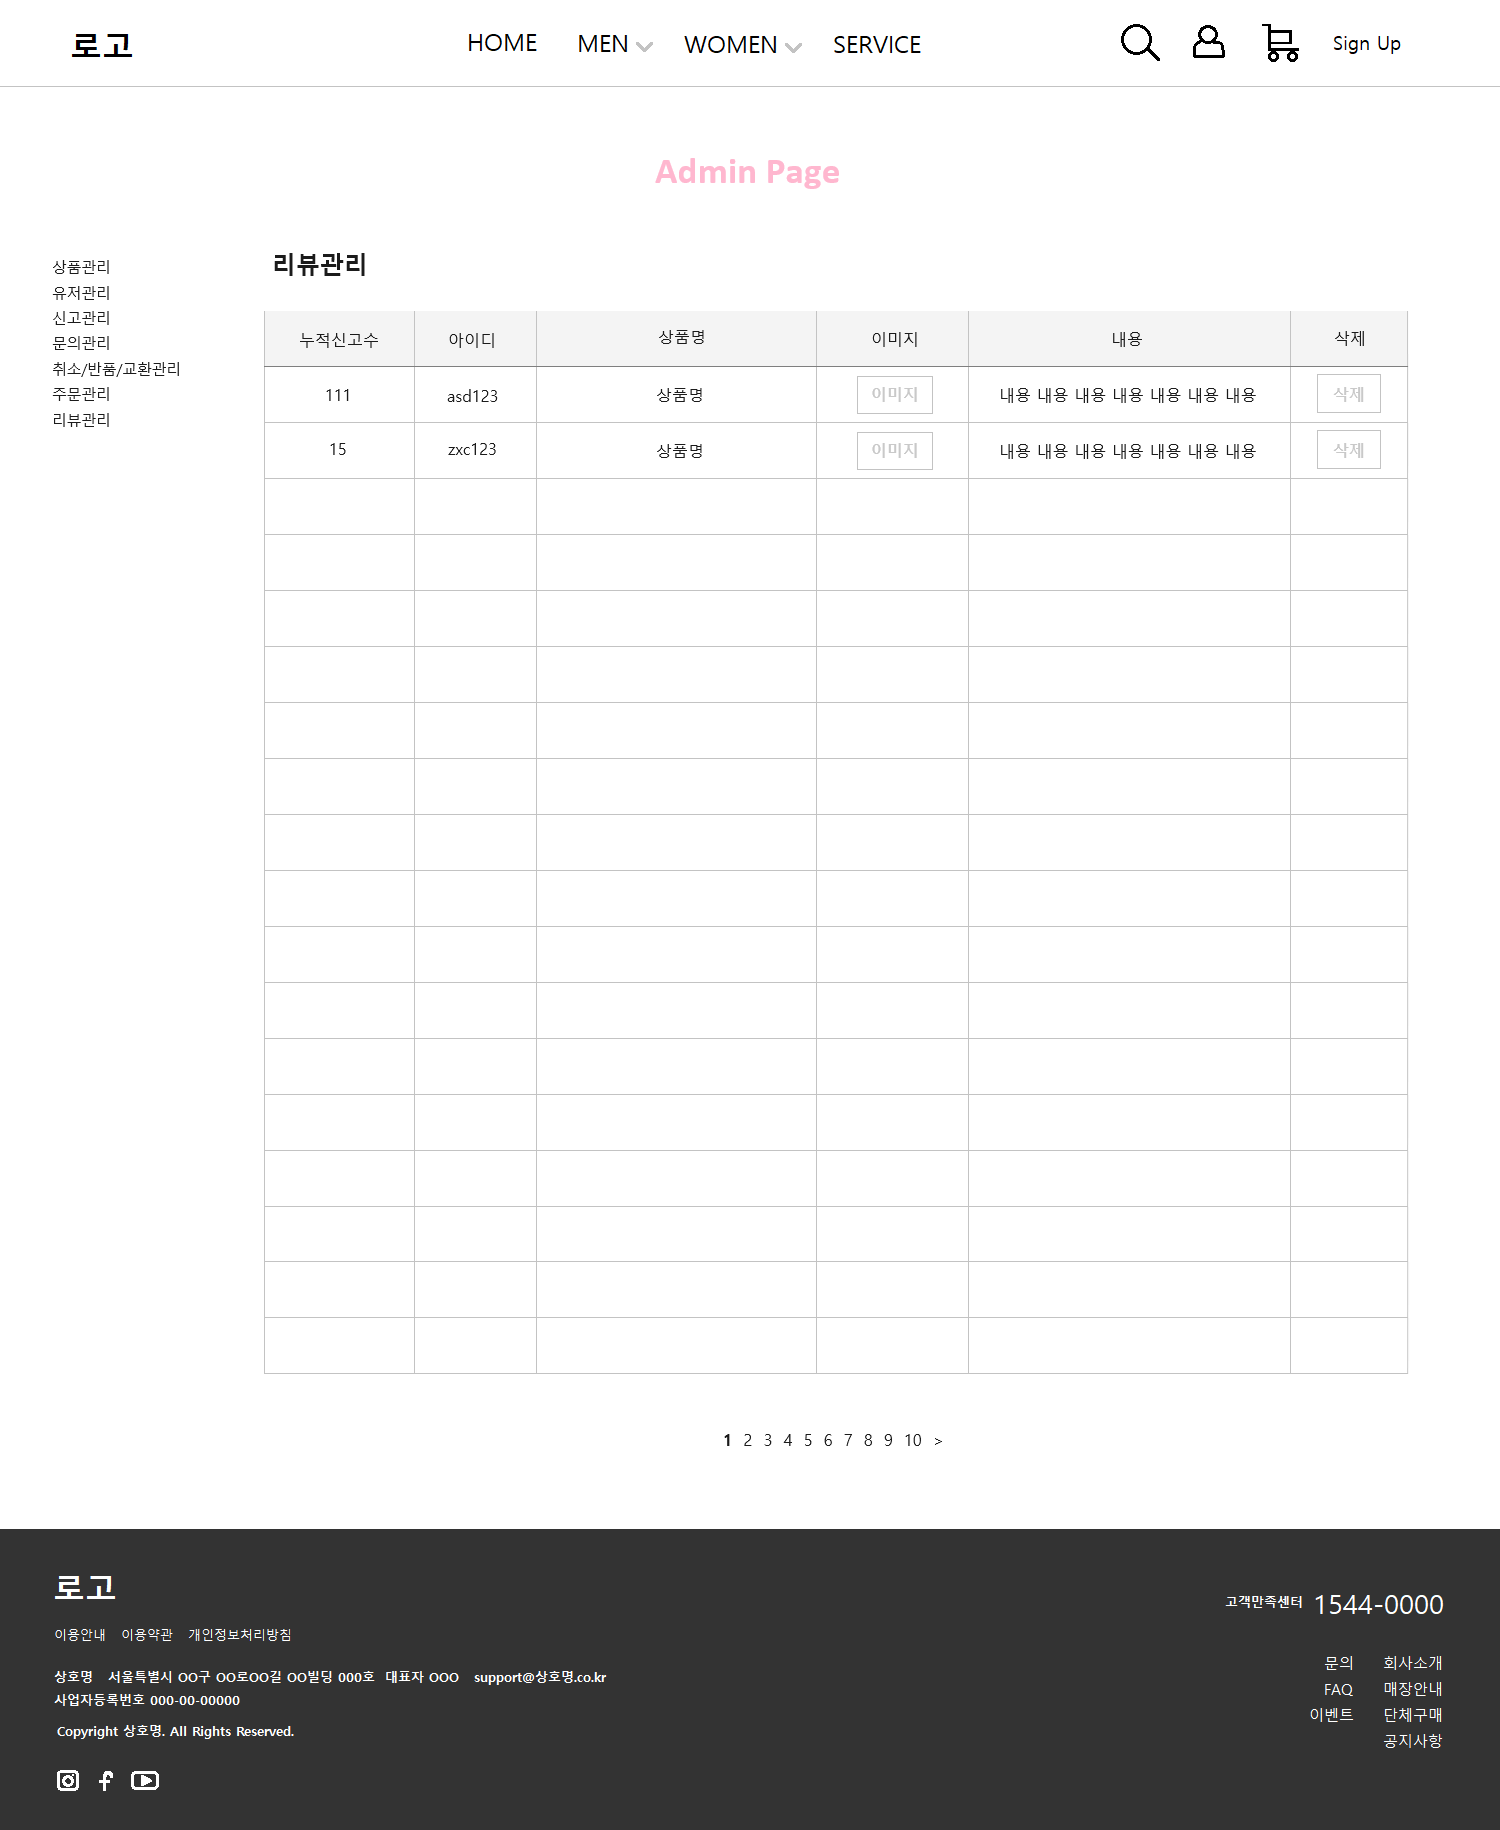 로고
HOME MEN WOMEN SERVICE
Sign Up
Admin Page
상품관리
유저관리
신고관리
문의관리
취소/반품/교환관리
주문관리
리뷰관리
리뷰관리
누적신고수 아이디 상품명 이미지 내용 삭제
111 asd123 상품명 이미지 내용 내용 내용 내용 내용 내용 내용 삭제
15 zxc123 상품명 이미지 내용 내용 내용 내용 내용 내용 내용 삭제
1 2 3 4 5 6 7 8 9 10 >
로고
이용안내 이용약관 개인정보처리방침
상호명 서울특별시 OO구 OO로OO길 OO빌딩 000호 대표자 OOO support@상호명.co.kr
사업자등록번호 000-00-00000
Copyright 상호명. All Rights Reserved.
고객만족센터 1544-0000
문의 회사소개
FAQ 매장안내
이벤트 단체구매
공지사항